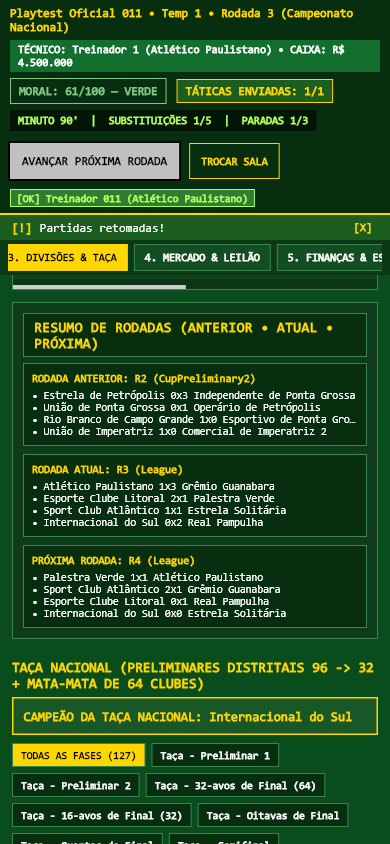 Playtest Oficial 011 • Temp 1 • Rodada 3 (Campeonato
Nacional)
TÉCNICO: Treinador 1 (Atlético Paulistano) • CAIXA: R$
4.500.000
MORAL: 61/100 — VERDE
TÁTICAS ENVIADAS: 1/1
MINUTO 90' | SUBSTITUIÇÕES 1/5 | PARADAS 1/3
AVANÇAR PRÓXIMA RODADA
TROCAR SALA
[OK] Treinador 011 (Atlético Paulistano)
[!] Partidas retomadas!
[X]
3. DIVISÕES & TAÇA
4. MERCADO & LEILÃO
5. FINANÇAS & ES
RESUMO DE RODADAS (ANTERIOR • ATUAL •
PRÓXIMA)
RODADA ANTERIOR: R2 (CupPreliminary2)
• Estrela de Petrópolis 0x3 Independente de Ponta Grossa
• União de Ponta Grossa 0x1 Operário de Petrópolis
• Rio Branco de Campo Grande 1x0 Esportivo de Ponta Gro…
• União de Imperatriz 1x0 Comercial de Imperatriz 2
RODADA ATUAL: R3 (League)
• Atlético Paulistano 1x3 Grêmio Guanabara
• Esporte Clube Litoral 2x1 Palestra Verde
• Sport Club Atlântico 1x1 Estrela Solitária
• Internacional do Sul 0x2 Real Pampulha
PRÓXIMA RODADA: R4 (League)
• Palestra Verde 1x1 Atlético Paulistano
• Sport Club Atlântico 2x1 Grêmio Guanabara
• Esporte Clube Litoral 0x1 Real Pampulha
• Internacional do Sul 0x0 Estrela Solitária
TAÇA NACIONAL (PRELIMINARES DISTRITAIS 96 -> 32
+ MATA-MATA DE 64 CLUBES)
CAMPEÃO DA TAÇA NACIONAL: Internacional do Sul
TODAS AS FASES (127)
Taça - Preliminar 1
Taça - Preliminar 2
Taça - 32-avos de Final (64)
Taça - 16-avos de Final (32)
Taça - Oitavas de Final
Taça - Quartas de Final
Taça - Semifinal